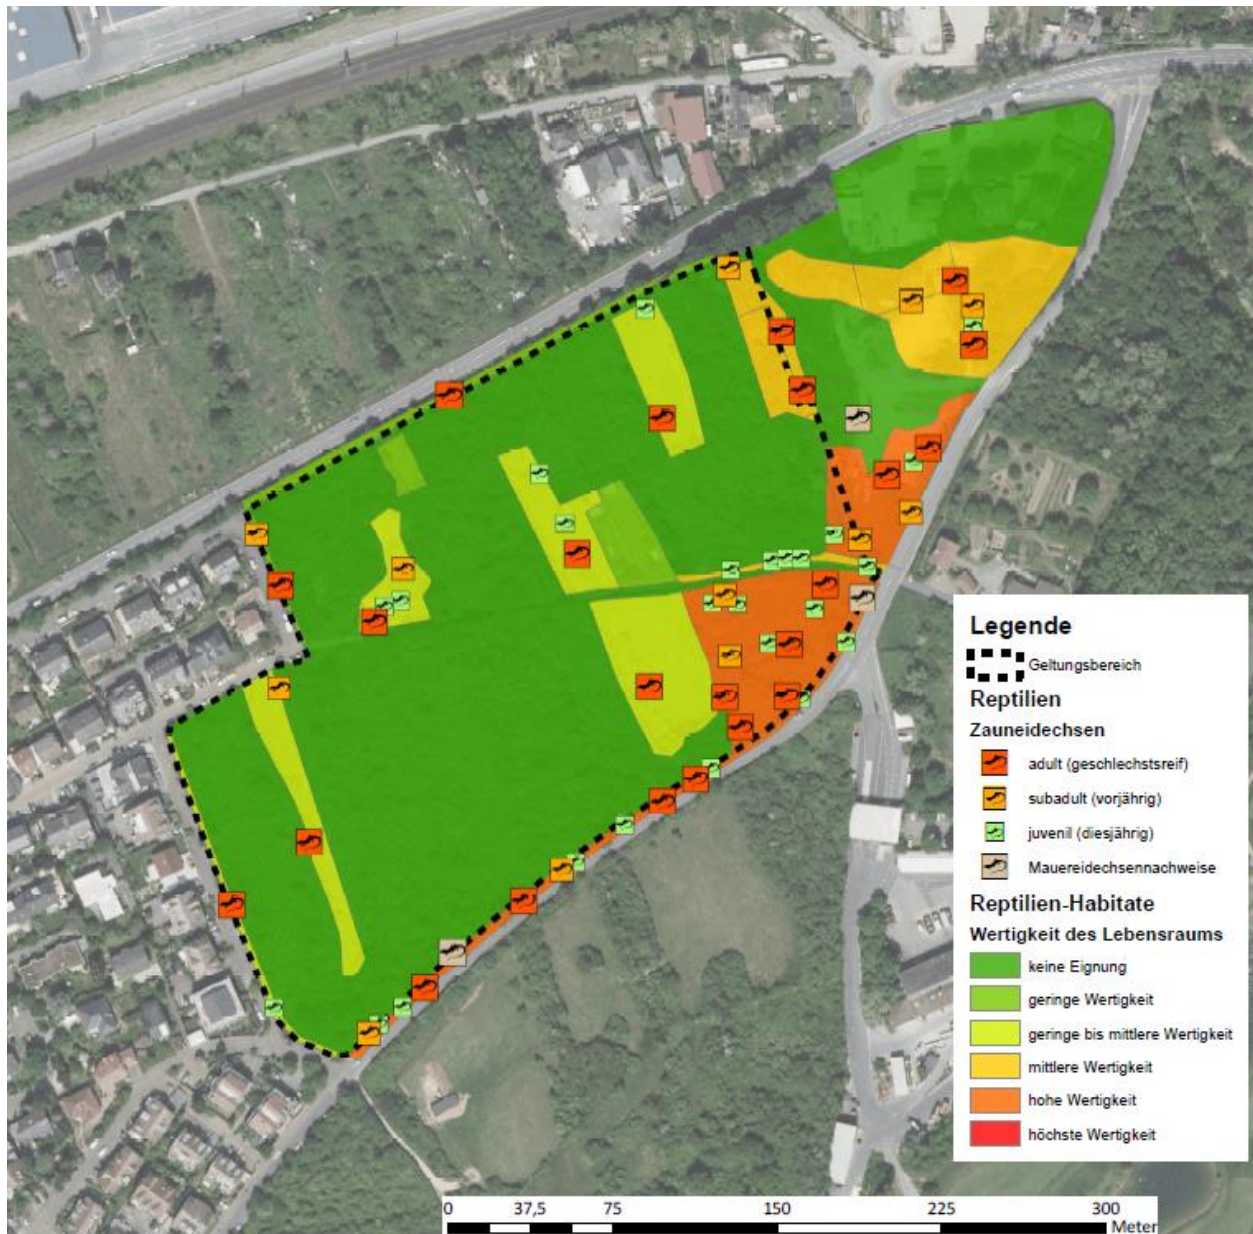 Legende
Geltungsbereich
Reptilien
Zauneidechsen
adult (geschlechstsreif)
subadult (vorjährig)
juvenil (diesjährig)
Mauereidechsennachweise
Reptilien-Habitate
Wertigkeit des Lebensraums
keine Eignung
geringe Wertigkeit
geringe bis mittlere Wertigkeit
mittlere Wertigkeit
hohe Wertigkeit
höchste Wertigkeit
0 37,5 75 150 225 300
Meter